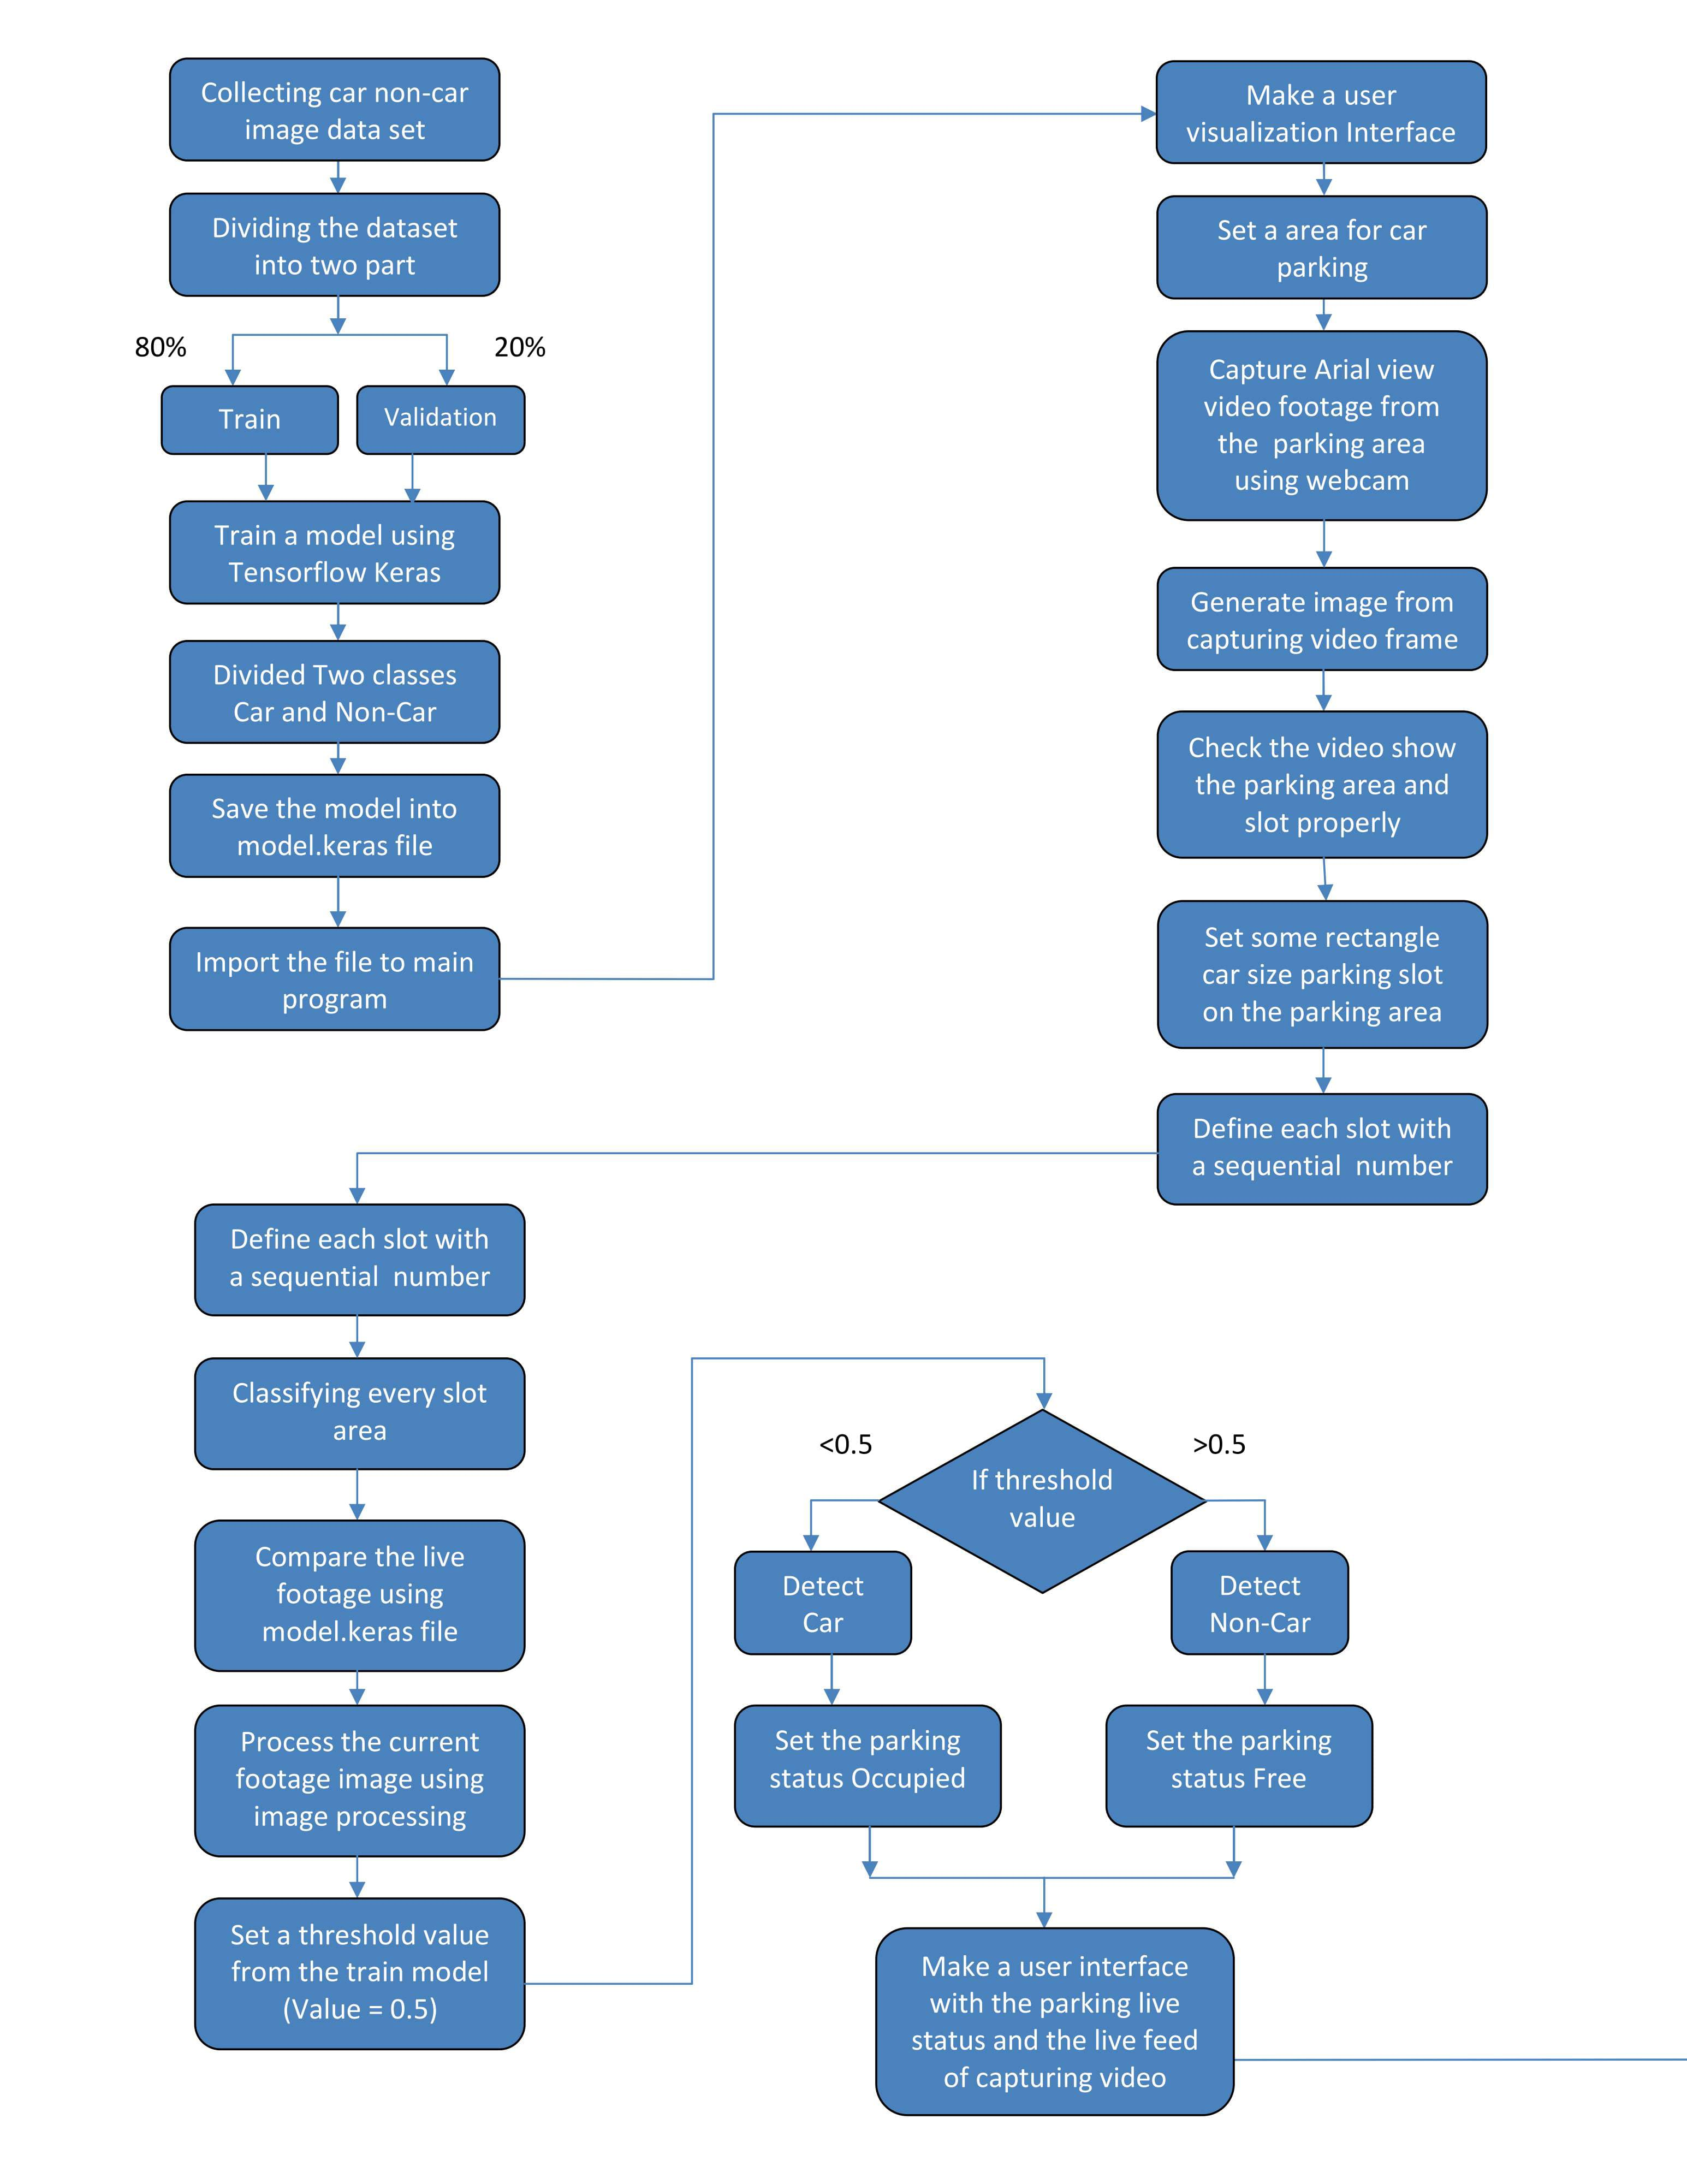 Collecting car non-car
image data set
Dividing the dataset
into two part
80%
20%
Train
Validation
Train a model using
Tensorflow Keras
Divided Two classes
Car and Non-Car
Save the model into
model.keras file
Import the file to main
program
Make a user
visualization Interface
Set a area for car
parking
Capture Arial view
video footage from
the parking area
using webcam
Generate image from
capturing video frame
Check the video show
the parking area and
slot properly
Set some rectangle
car size parking slot
on the parking area
Define each slot with
a sequential number
Define each slot with
a sequential number
Classifying every slot
area
Compare the live
footage using
model.keras file
Process the current
footage image using
image processing
Set a threshold value
from the train model
(Value = 0.5)
<0.5
>0.5
If threshold
value
Detect
Car
Detect
Non-Car
Set the parking
status Occupied
Set the parking
status Free
Make a user interface
with the parking live
status and the live feed
of capturing video